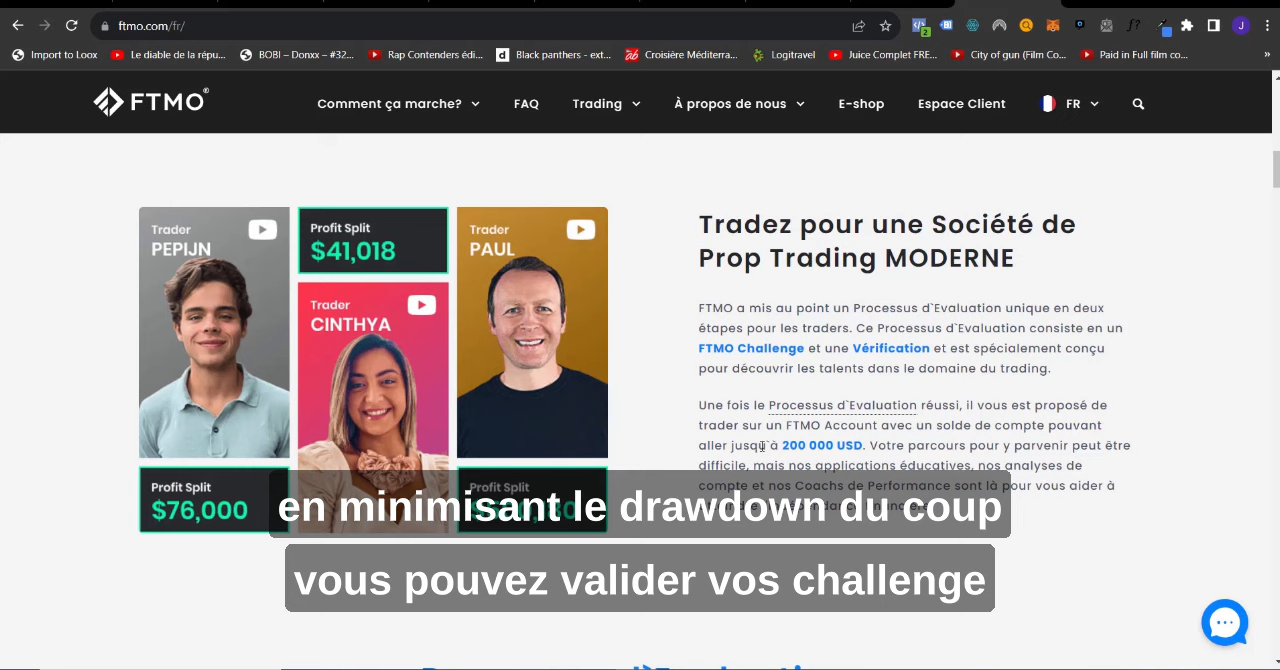 ftmo.com/fr/
2
J
Import to Loox
Le diable de la répu...
BOBI – Donxx – #32...
Rap Contenders édi...
Black panthers - ext...
Croisière Méditerra...
Logitravel
Juice Complet FRE...
City of gun (Film Co...
Paid in Full film co...
»
FTMO®
Comment ça marche?
FAQ
Trading
À propos de nous
E-shop
Espace Client
FR
Trader
PEPIJN
Profit Split
$76,000
Profit Split
$41,018
Trader
CINTHYA
Trader
PAUL
Profit Split
Tradez pour une Société de
Prop Trading MODERNE
FTMO a mis au point un Processus d`Evaluation unique en deux
étapes pour les traders. Ce Processus d`Evaluation consiste en un
FTMO Challenge et une Vérification et est spécialement conçu
pour découvrir les talents dans le domaine du trading.
Une fois le Processus d`Evaluation réussi, il vous est proposé de
trader sur un FTMO Account avec un solde de compte pouvant
aller jusqu`à 200 000 USD. Votre parcours pour y parvenir peut être
difficile, mais nos applications éducatives, nos analyses de
compte et nos Coachs de Performance sont là pour vous aider à
en minimisant le drawdown du coup
vous pouvez valider vos challenge